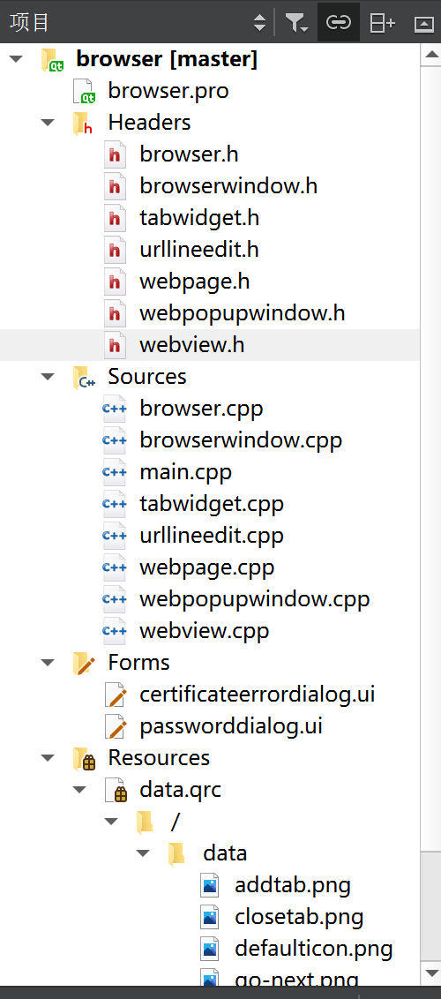 项目
browser [master]
browser.pro
Headers
browser.h
browserwindow.h
tabwidget.h
urllineedit.h
webpage.h
webpopupwindow.h
webview.h
Sources
browser.cpp
browserwindow.cpp
main.cpp
tabwidget.cpp
urllineedit.cpp
webpage.cpp
webpopupwindow.cpp
webview.cpp
Forms
certificateerrordialog.ui
passworddialog.ui
Resources
data.qrc
/
data
addtab.png
closetab.png
defaulticon.png
go-next.png